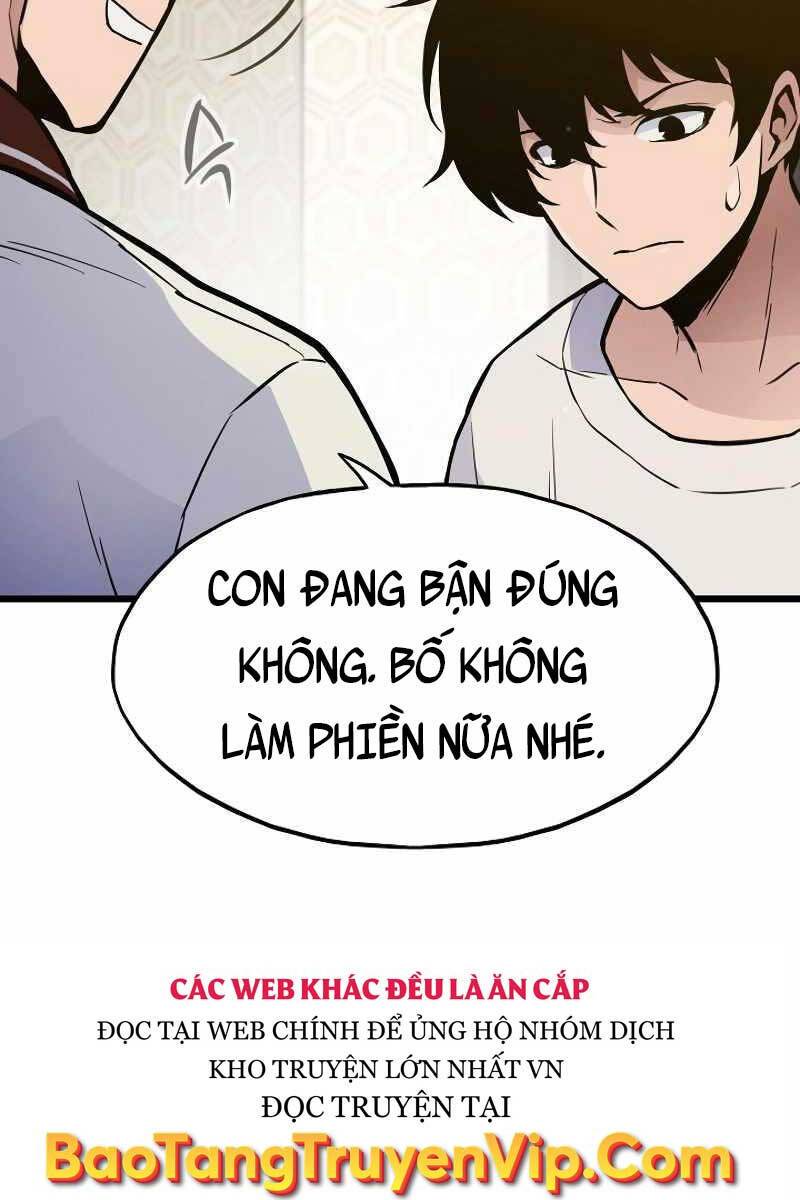 CON ĐANG BẬN ĐÚNG
KHÔNG. BỐ KHÔNG
LÀM PHIỀN NỮA NHÉ.
CÁC WEB KHÁC ĐỀU LÀ ĂN CẮP
ĐỌC TẠI WEB CHÍNH ĐỂ ỦNG HỘ NHÓM DỊCH
KHO TRUYỆN LỚN NHẤT VN
ĐỌC TRUYỆN TẠI
BaoTangTruyenVip.Com